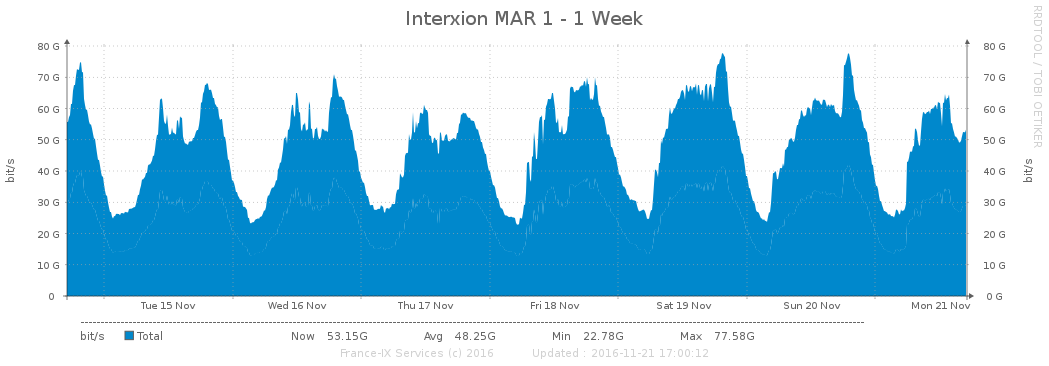 Interxion MAR 1 - 1 Week
RRDTOOL / TOBI OETIKER
80 G 80 G
70 G 70 G
60 G 60 G
50 G 50 G
40 G 40 G
30 G 30 G
20 G 20 G
10 G 10 G
0 0 G
bit/s
bit/s
Tue 15 Nov Wed 16 Nov Thu 17 Nov Fri 18 Nov Sat 19 Nov Sun 20 Nov Mon 21 Nov
bit/s Total Now 53.15G Avg 48.25G Min 22.78G Max 77.58G
France-IX Services (c) 2016 Updated : 2016-11-21 17:00:12